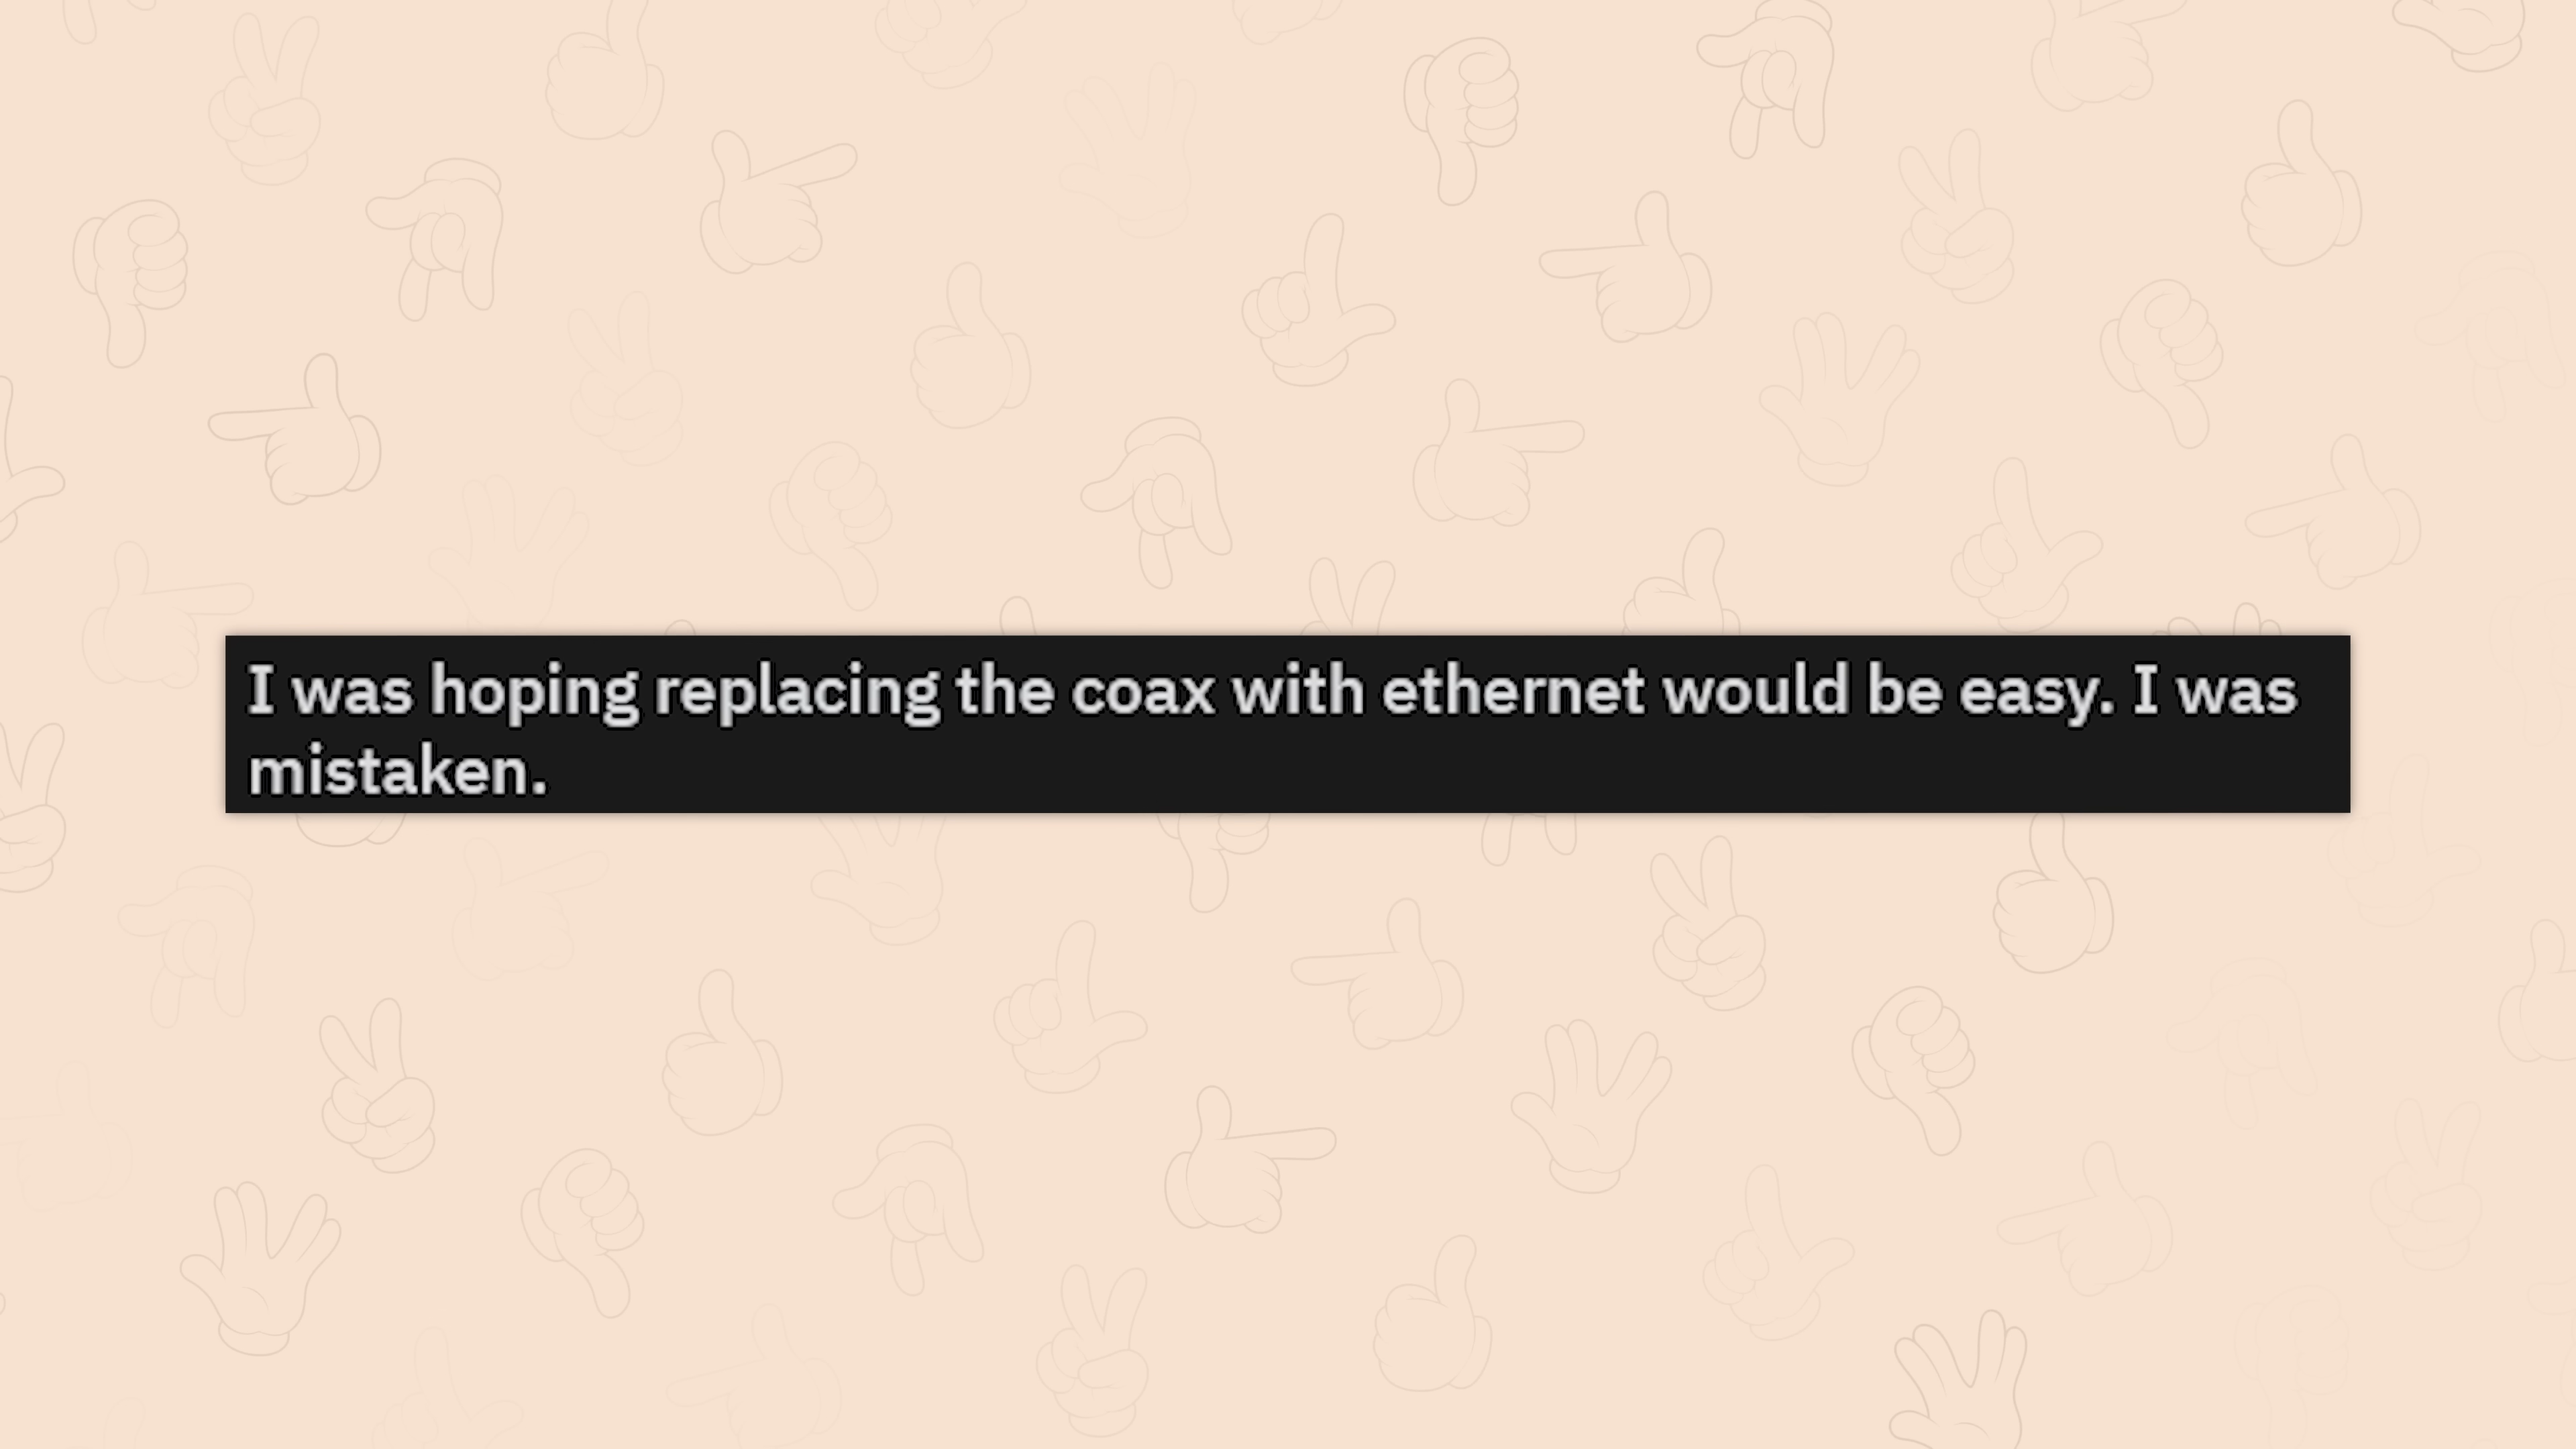 I was hoping replacing the coax with ethernet would be easy. I was
mistaken.